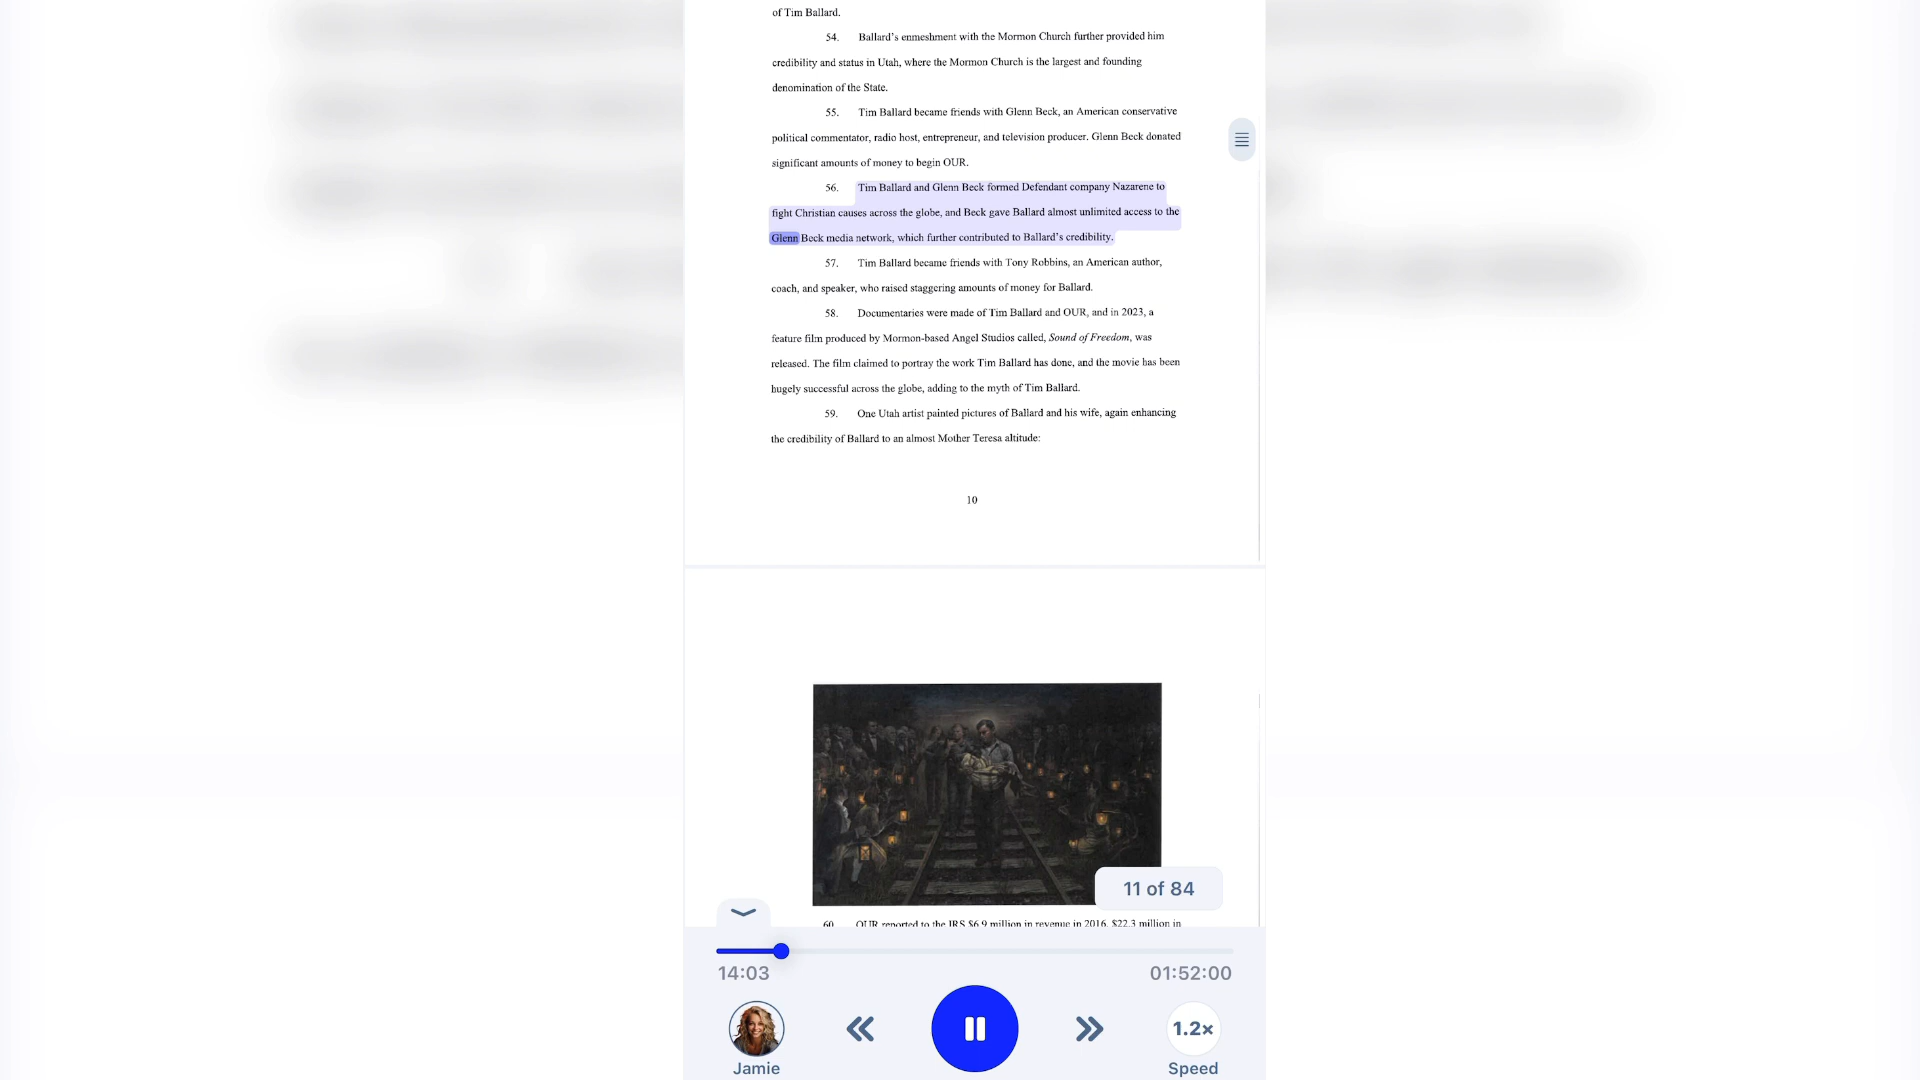 of Tim Ballard.
54. Ballard's enmeshment with the Mormon Church further provided him
credibility and status in Utah, where the Mormon Church is the largest and founding
denomination of the State.
55. Tim Ballard became friends with Glenn Beck, an American conservative
political commentator, radio host, entrepreneur, and television producer. Glenn Beck donated
significant amounts of money to begin OUR.
56. Tim Ballard and Glenn Beck formed Defendant company Nazarene to
fight Christian causes across the globe, and Beck gave Ballard almost unlimited access to the
Glenn Beck media network, which further contributed to Ballard's credibility.
57. Tim Ballard became friends with Tony Robbins, an American author,
coach, and speaker, who raised staggering amounts of money for Ballard.
58. Documentaries were made of Tim Ballard and OUR, and in 2023, a
feature film produced by Mormon-based Angel Studios called, Sound of Freedom, was
released. The film claimed to portray the work Tim Ballard has done, and the movie has been
hugely successful across the globe, adding to the myth of Tim Ballard.
59. One Utah artist painted pictures of Ballard and his wife, again enhancing
the credibility of Ballard to an almost Mother Teresa altitude:
10
11 of 84
60. OUR reported to the IRS $6.9 million in revenue in 2016, $22.3 million in
14:03
01:52:00
1.2×
Jamie
Speed